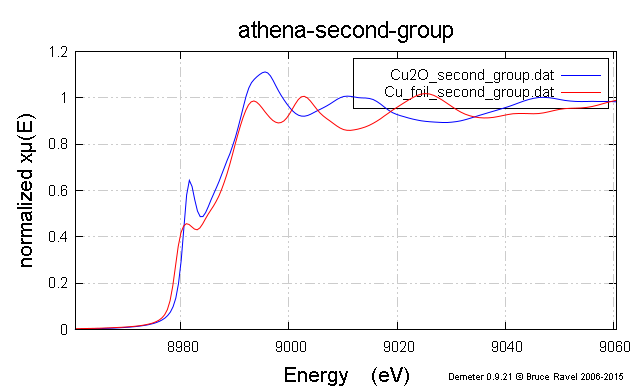 athena-second-group
1.2
1
0.8
0.6
0.4
0.2
0
normalized xμ(E)
Cu2O_second_group.dat
Cu_foil_second_group.dat
8980
9000
9020
9040
9060
Energy (eV)
Demeter 0.9.21 © Bruce Ravel 2006-2015